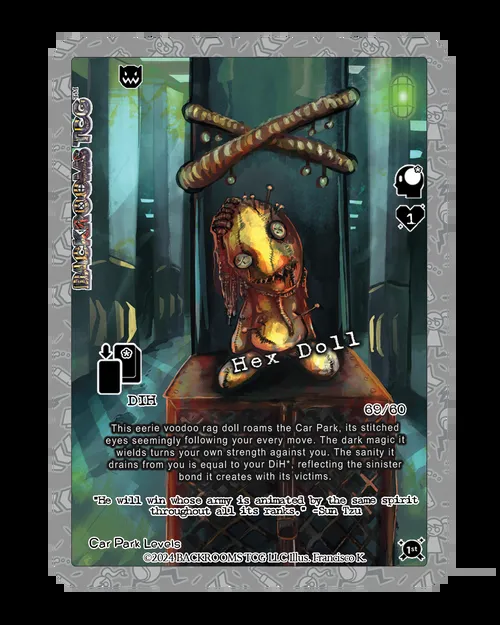 BACKROOMS TCG™
1
Hex Doll
DIH
69/60
This eerie voodoo rag doll roams the Car Park, its stitched
eyes seemingly following your every move. The dark magic it
wields turns your own strength against you. The sanity it
drains from you is equal to your DiH*, reflecting the sinister
bond it creates with its victims.
"He will win whose army is animated by the same spirit
throughout all its ranks." -Sun Tzu
Car Park Levels
©2024 BACKROOMS TCG LLC Illus. Francisco K.
1st